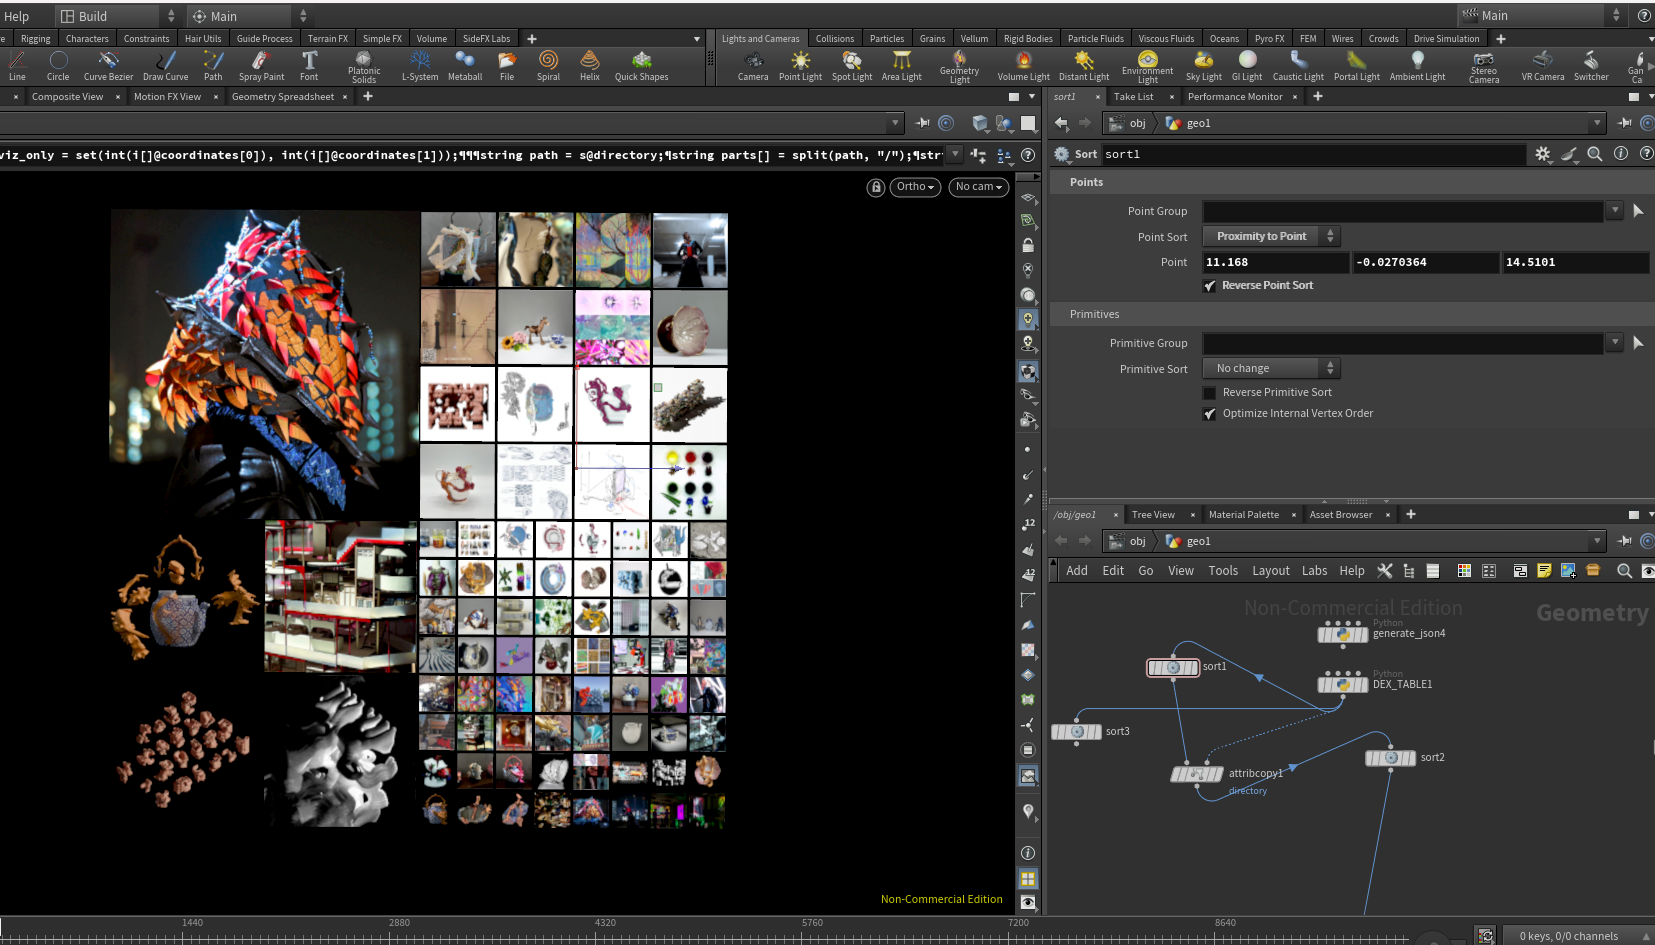 Help Build Main Main
Rigging Characters Constraints Hair Utils Guide Process Terrain FX Simple FX Volume SideFX Labs Lights and Cameras Collisions Particles Grains Vellum Rigid Bodies Particle Fluids Viscous Fluids Oceans Pyro FX FEM Wires Crowds Drive Simulation
Line Circle Curve Bezier Draw Curve Path Spray Paint Font Platonic Solids L-System Metaball File Spiral Helix Quick Shapes Camera Point Light Spot Light Area Light Geometry Light Volume Light Distant Light Environment Light Sky Light GI Light Caustic Light Portal Light Ambient Light Stereo Camera VR Camera Switcher Gan Ca
Composite View Motion FX View Geometry Spreadsheet sort1 Take List Performance Monitor
obj geo1
viz_only = set(int(i[]@coordinates[0]), int(i[]@coordinates[1]));¶¶¶string path = s@directory;¶string parts[] = split(path, "/");¶str
Sort sort1
Ortho No cam
Points
Point Group
Point Sort Proximity to Point
Point 11.168 -0.0270364 14.5101
Reverse Point Sort
Primitives
Primitive Group
Primitive Sort No change
Reverse Primitive Sort
Optimize Internal Vertex Order
/obj/geo1 Tree View Material Palette Asset Browser
obj geo1
Add Edit Go View Tools Layout Labs Help
Non-Commercial Edition Geometry
Python
generate_json4
sort1
Python
DEX_TABLE1
sort3
sort2
attribcopy1
directory
12
12
Non-Commercial Edition
1440 2880 4320 5760 7200 8640
0 keys, 0/0 channels